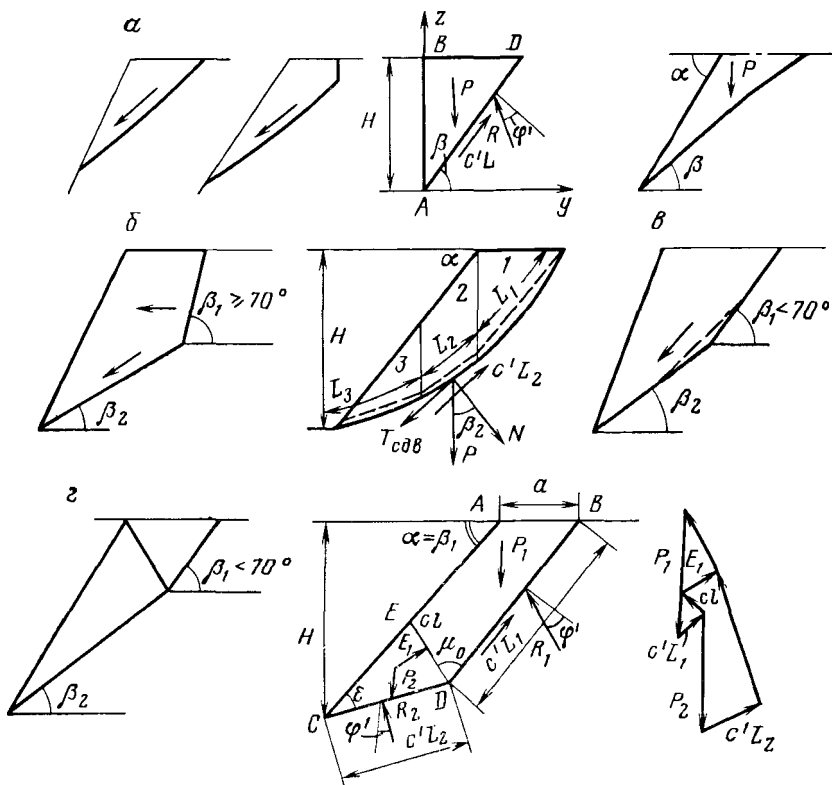 а
z
B D
P
H
R φ'
c'L
β
A y
α P
β
б
β₁ ≥ 70°
β₂
α 1
2 L₁
H
L₂
3
L₃ c'L₂
β₂
Tсдв P N
в
β₁ < 70°
β₂
г
β₁ < 70°
β₂
A a B
α = β₁
P₁
H
E cl
E₁ μ₀ c'L₁ R₁ φ'
P₂
ε
C R₂ D
φ'
c'L₂
P₁ E₁
cl
c'L₁
P₂
c'L₂